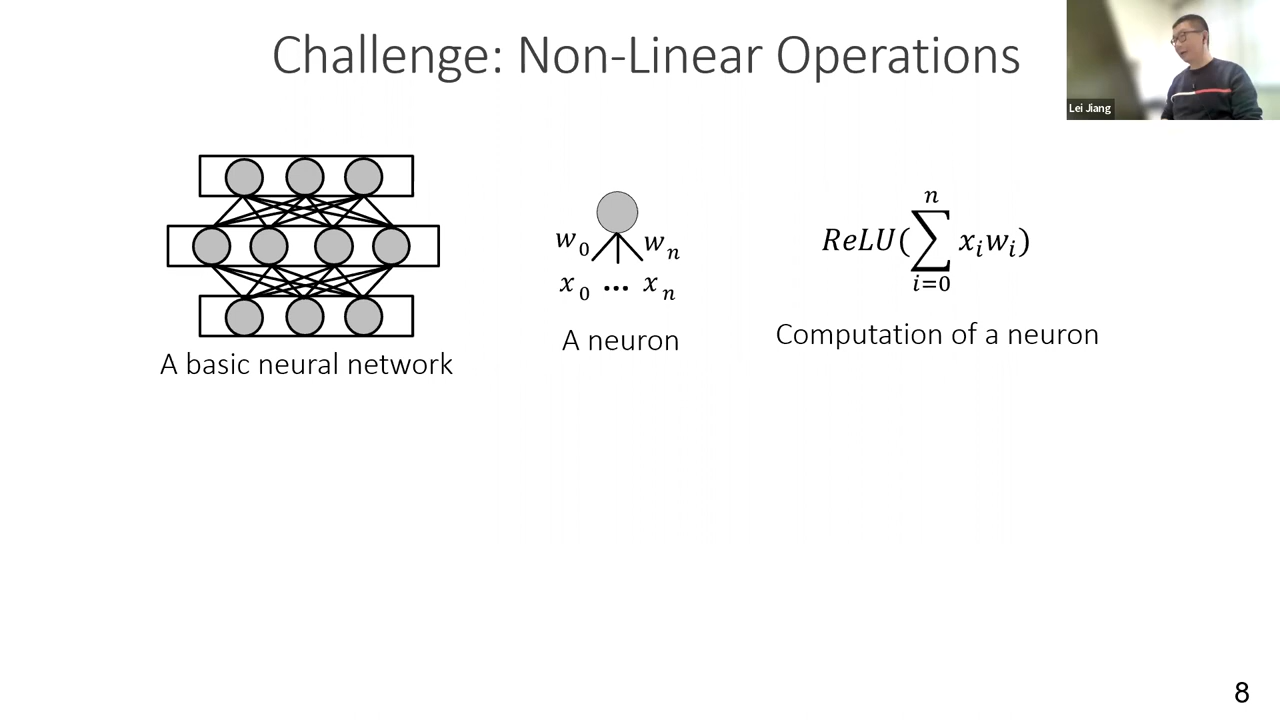 Challenge: Non-Linear Operations
Lei Jiang
A basic neural network
w₀ wₙ
x₀ ... xₙ
A neuron
n
ReLU(∑ xᵢwᵢ)
i=0
Computation of a neuron
8